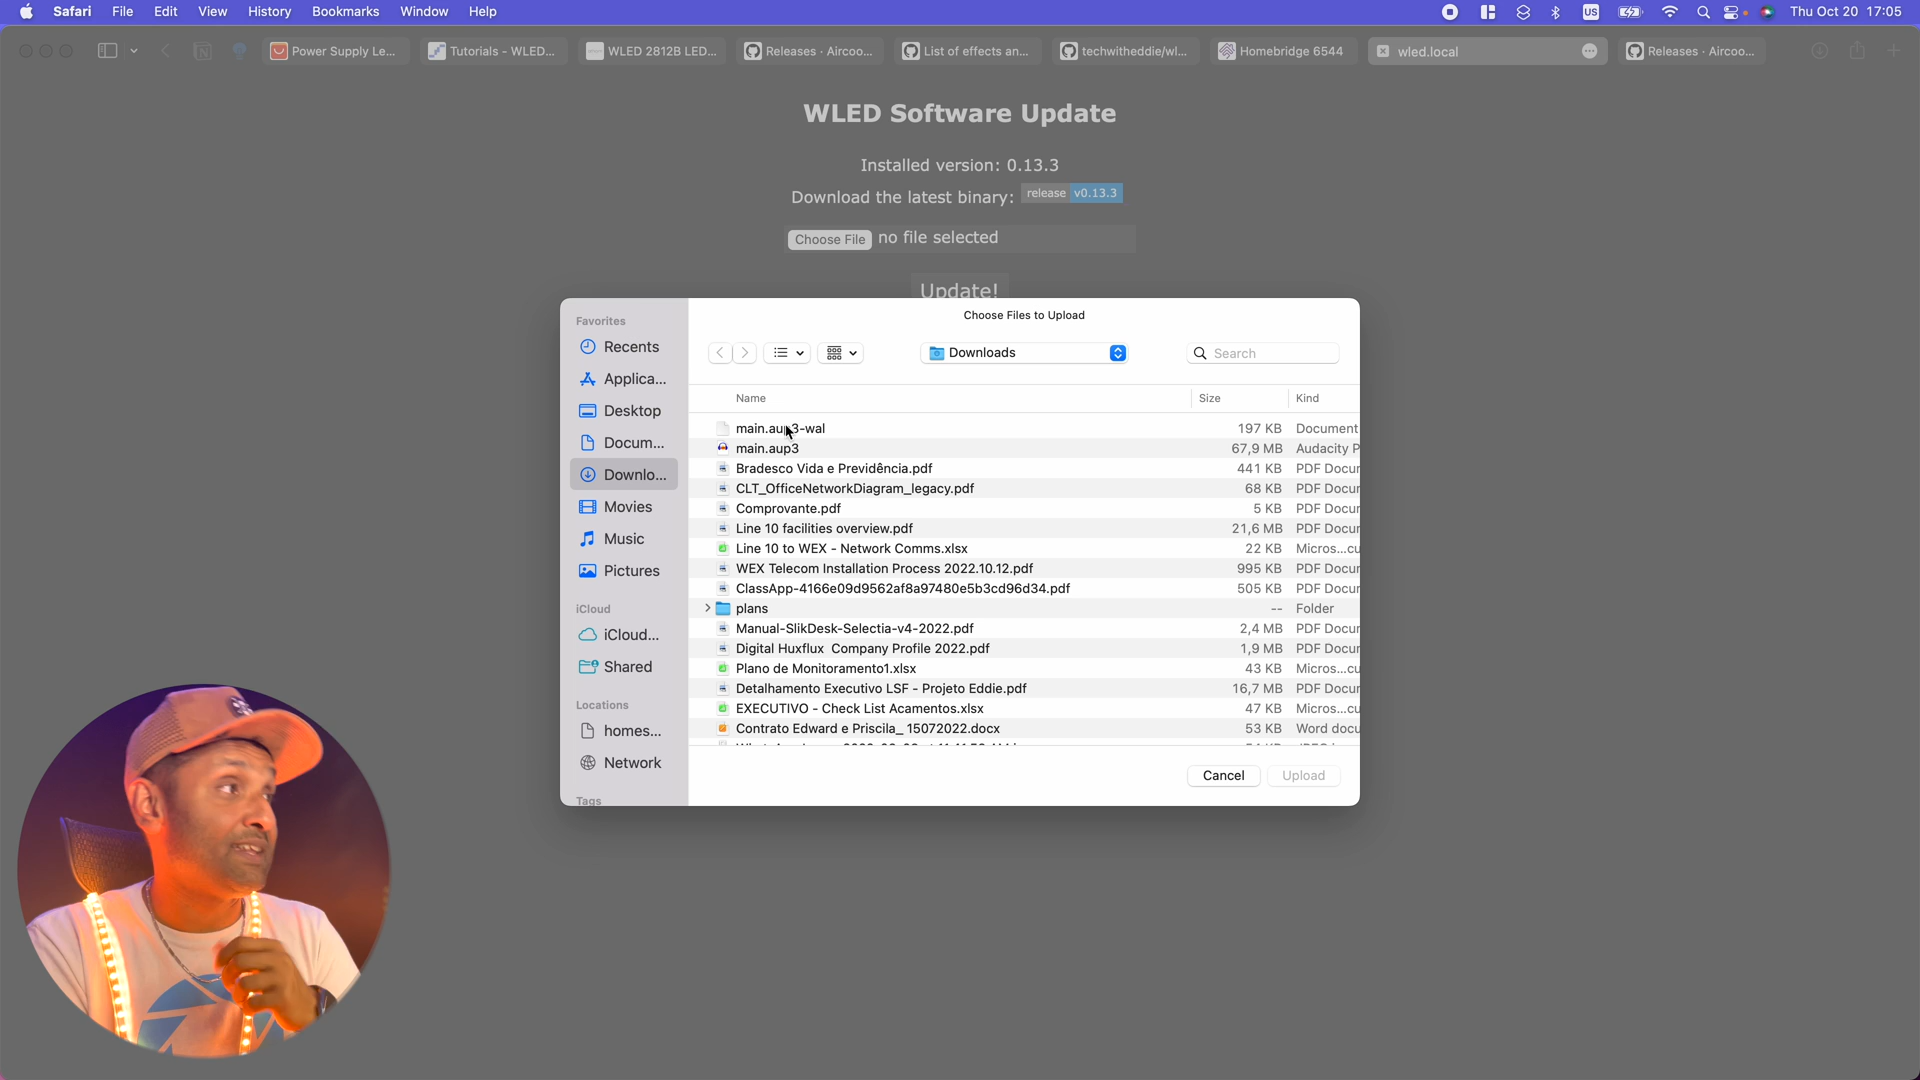 Safari File Edit View History Bookmarks Window Help US Thu Oct 20 17:05
Power Supply Le... Tutorials - WLED... WLED 2812B LED... Releases · Aircoo... List of effects an... techwitheddie/wl... Homebridge 6544 wled.local Releases · Aircoo...
WLED Software Update
Installed version: 0.13.3
Download the latest binary: release v0.13.3
Choose File no file selected
Update!
Choose Files to Upload
Favorites
Recents
Applica...
Desktop
Docum...
Downlo...
Movies
Music
Pictures
iCloud
iCloud...
Shared
Locations
homes...
Network
Tags
Downloads
Search
Name Size Kind
main.aup3-wal 197 KB Document
main.aup3 67,9 MB Audacity P
Bradesco Vida e Previdência.pdf 441 KB PDF Docur
CLT_OfficeNetworkDiagram_legacy.pdf 68 KB PDF Docur
Comprovante.pdf 5 KB PDF Docur
Line 10 facilities overview.pdf 21,6 MB PDF Docur
Line 10 to WEX - Network Comms.xlsx 22 KB Micros...cu
WEX Telecom Installation Process 2022.10.12.pdf 995 KB PDF Docur
ClassApp-4166e09d9562af8a97480e5b3cd96d34.pdf 505 KB PDF Docur
plans -- Folder
Manual-SlikDesk-Selectia-v4-2022.pdf 2,4 MB PDF Docur
Digital Huxflux Company Profile 2022.pdf 1,9 MB PDF Docur
Plano de Monitoramento1.xlsx 43 KB Micros...cu
Detalhamento Executivo LSF - Projeto Eddie.pdf 16,7 MB PDF Docur
EXECUTIVO - Check List Acamentos.xlsx 47 KB Micros...cu
Contrato Edward e Priscila_ 15072022.docx 53 KB Word docu
Cancel Upload